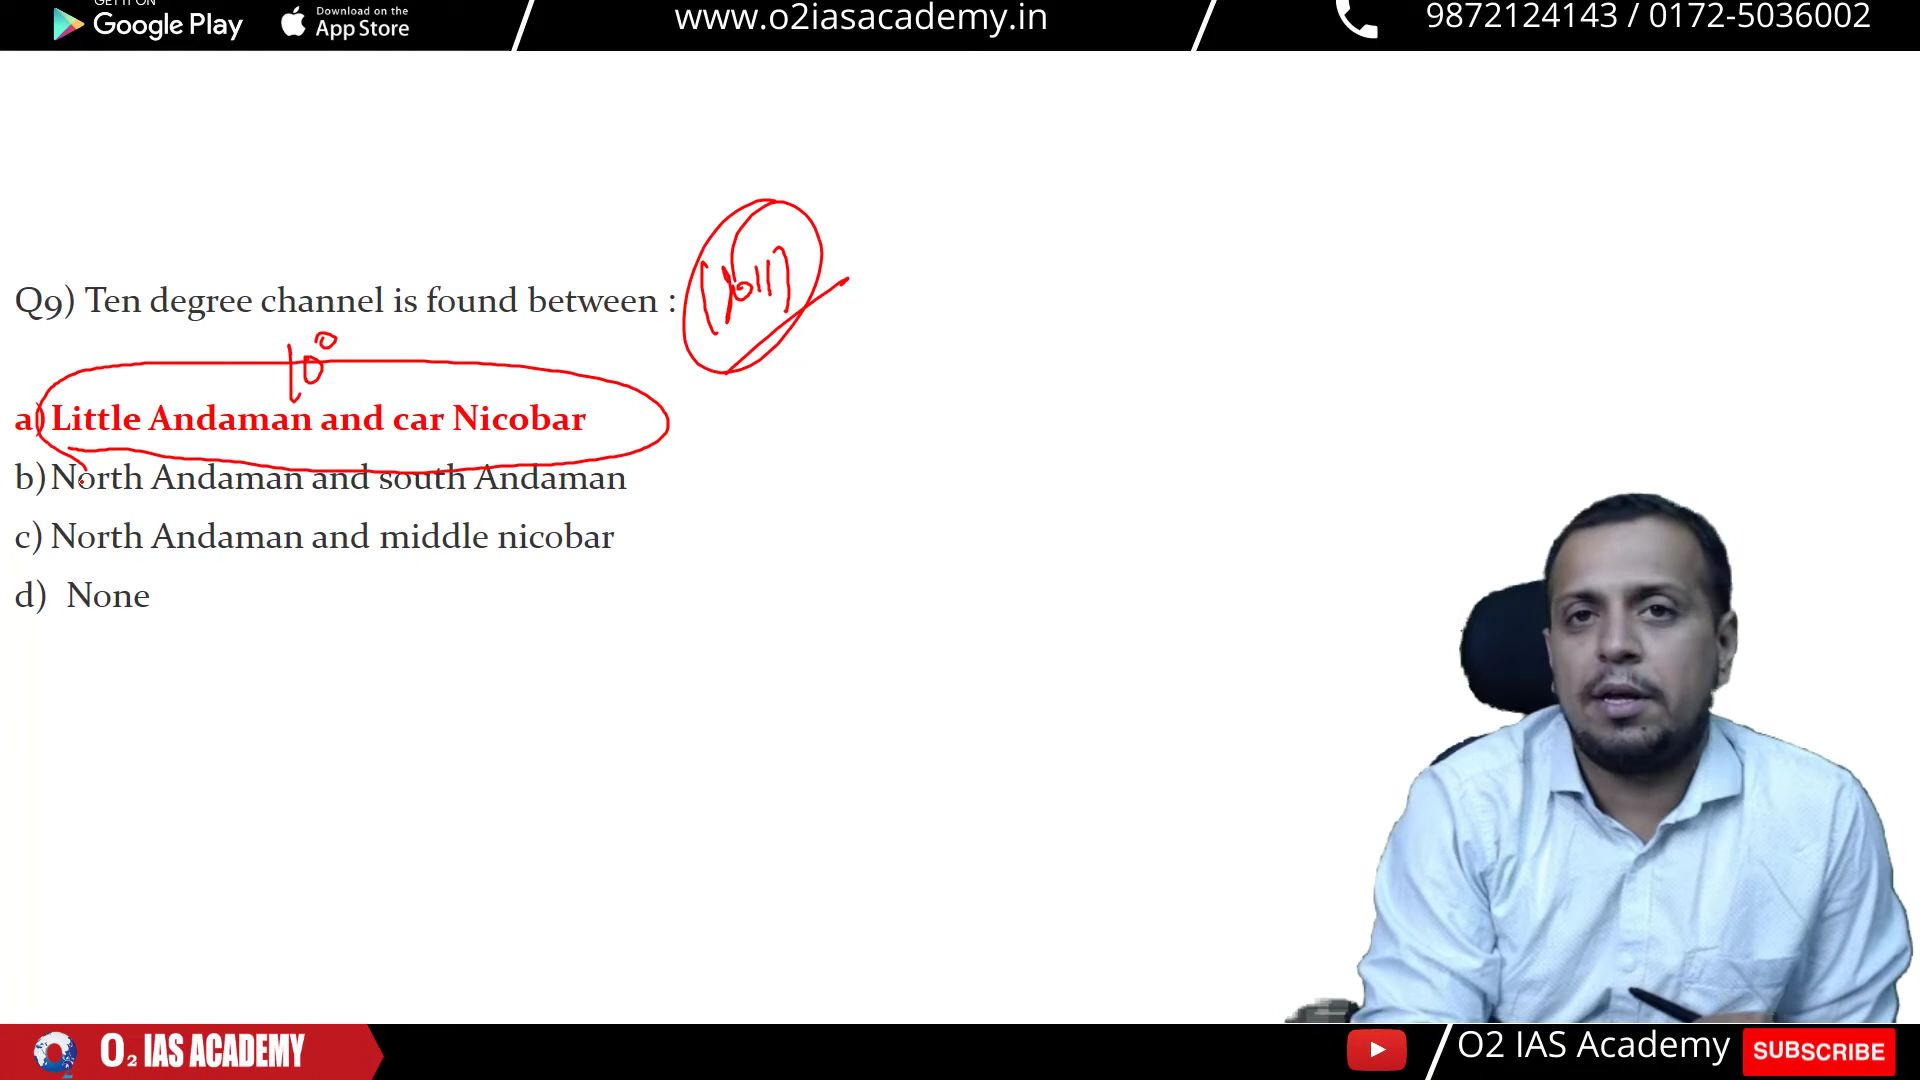 GET IT ON
Google Play
Download on the
App Store
www.o2iasacademy.in
9872124143 / 0172-5036002
Q9) Ten degree channel is found between :
10°
a) Little Andaman and car Nicobar
b) North Andaman and south Andaman
c) North Andaman and middle nicobar
d) None
O2 IAS ACADEMY
O2 IAS Academy
SUBSCRIBE